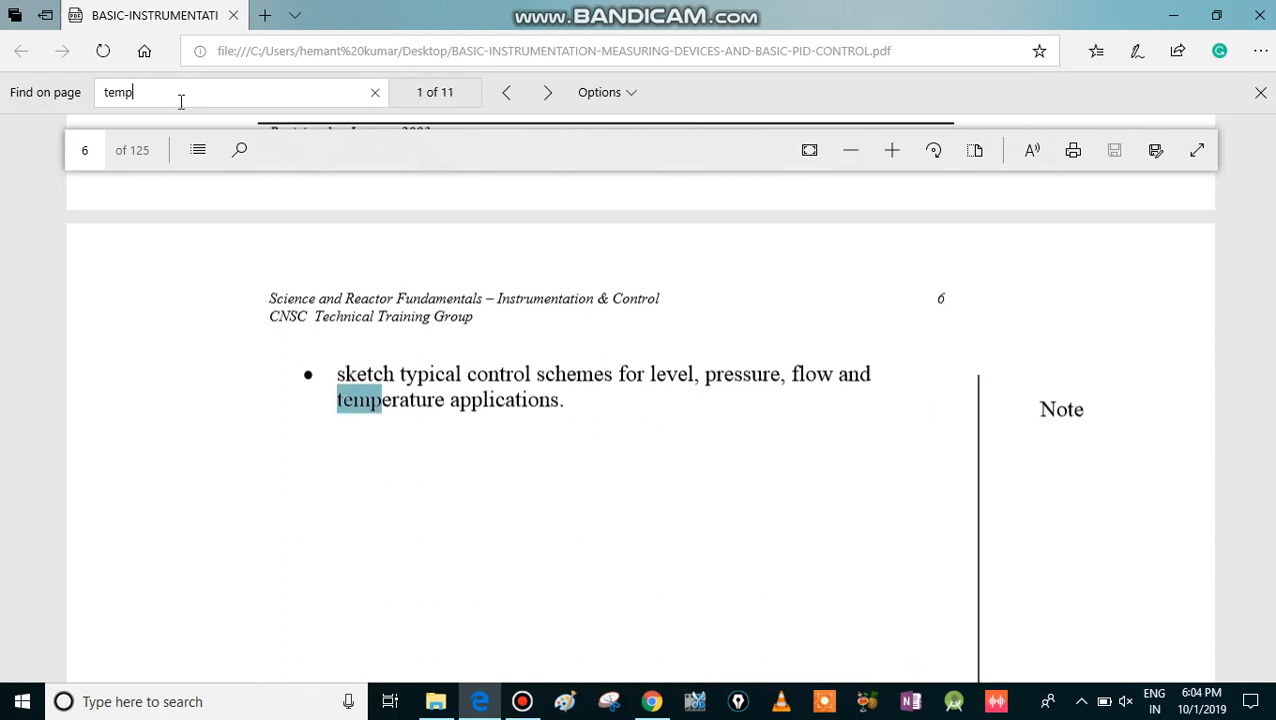 BASIC-INSTRUMENTATI
www.BANDICAM.com
file:///C:/Users/hemant%20kumar/Desktop/BASIC-INSTRUMENTATION-MEASURING-DEVICES-AND-BASIC-PID-CONTROL.pdf
Find on page
temp
1 of 11
Options
6 of 125
Science and Reactor Fundamentals – Instrumentation & Control 6
CNSC Technical Training Group
• sketch typical control schemes for level, pressure, flow and
temperature applications.
Note
Type here to search
ENG
IN
8:04 PM
10/1/2019